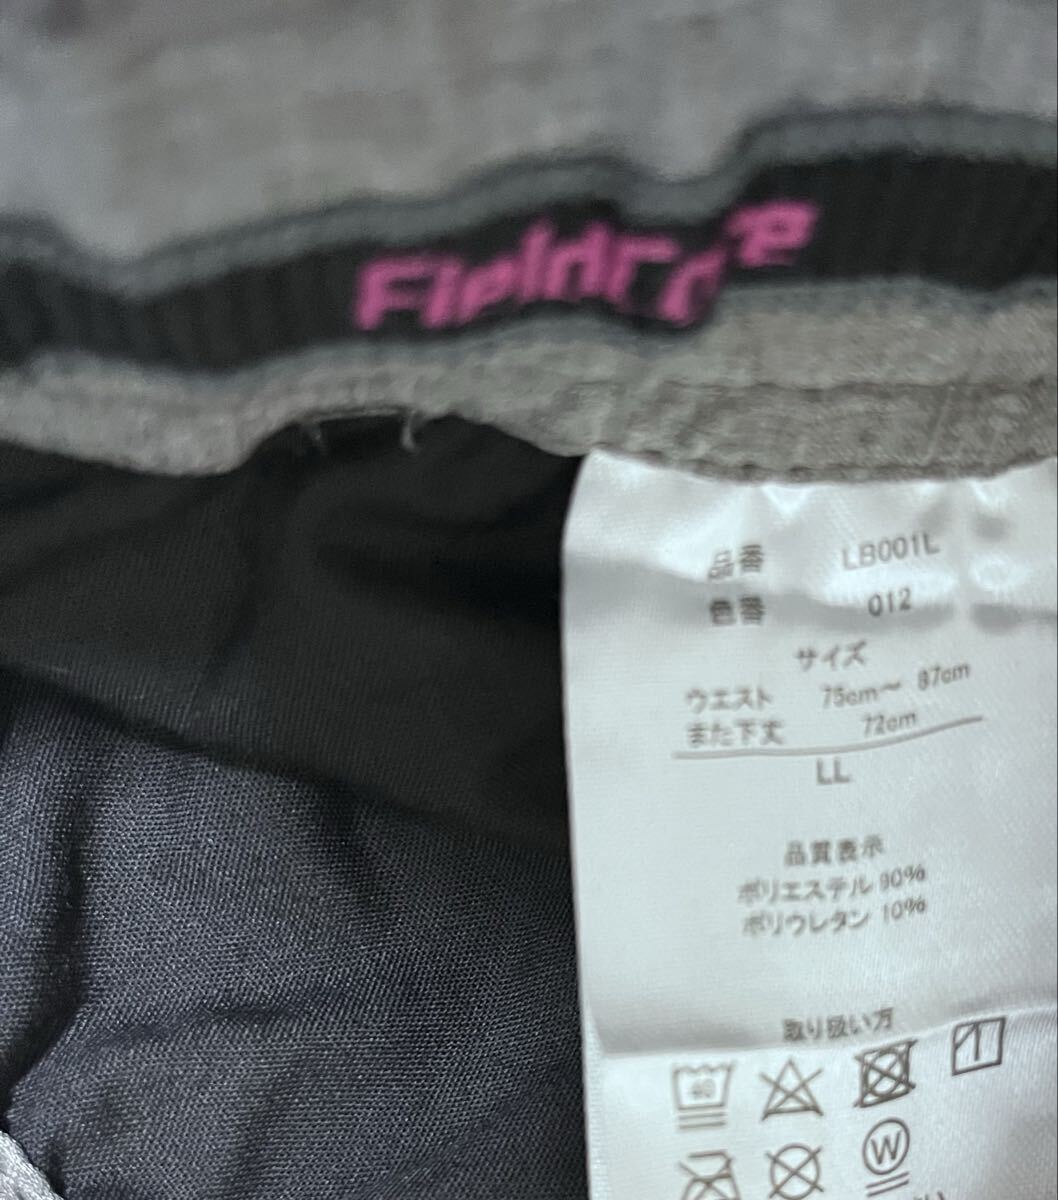 FieldCore
品番 LB001L
色番 012
サイズ
ウエスト 75cm～ 87cm
また下丈 72cm
LL
品質表示
ポリエステル 90%
ポリウレタン 10%
取り扱い方
40
W